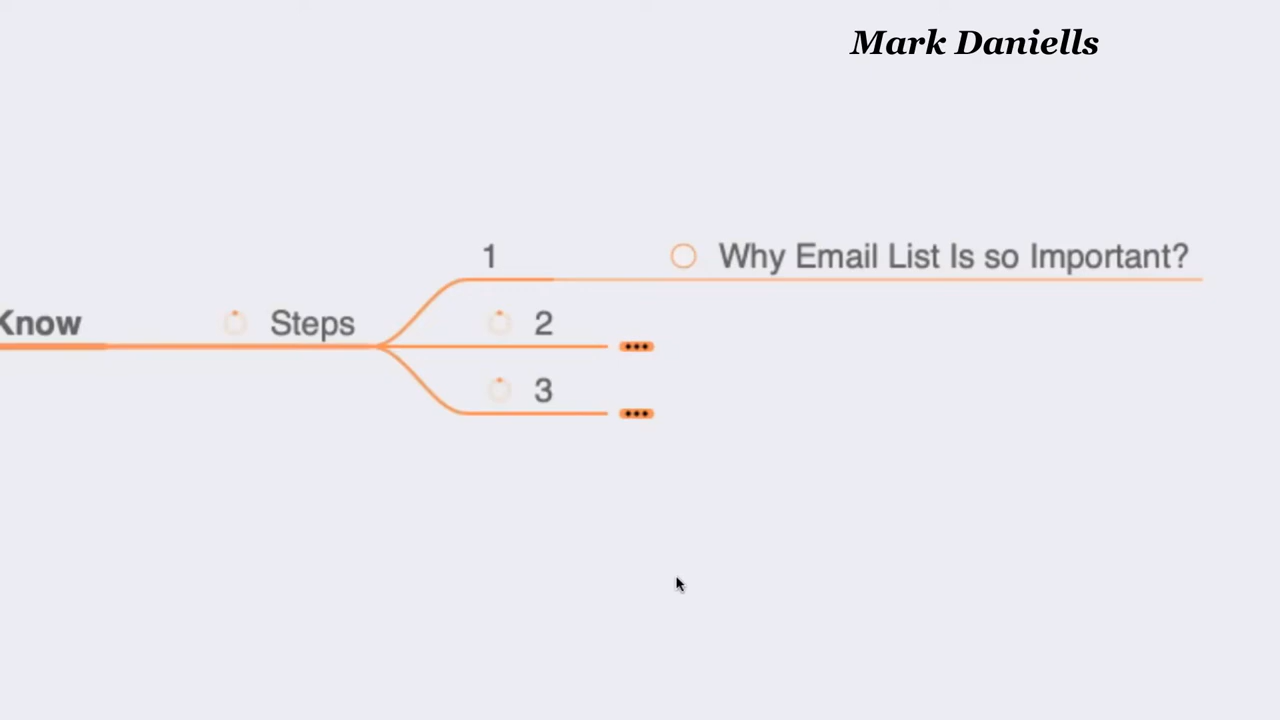 Mark Daniells
1
Why Email List Is so Important?
Know
Steps
2
3